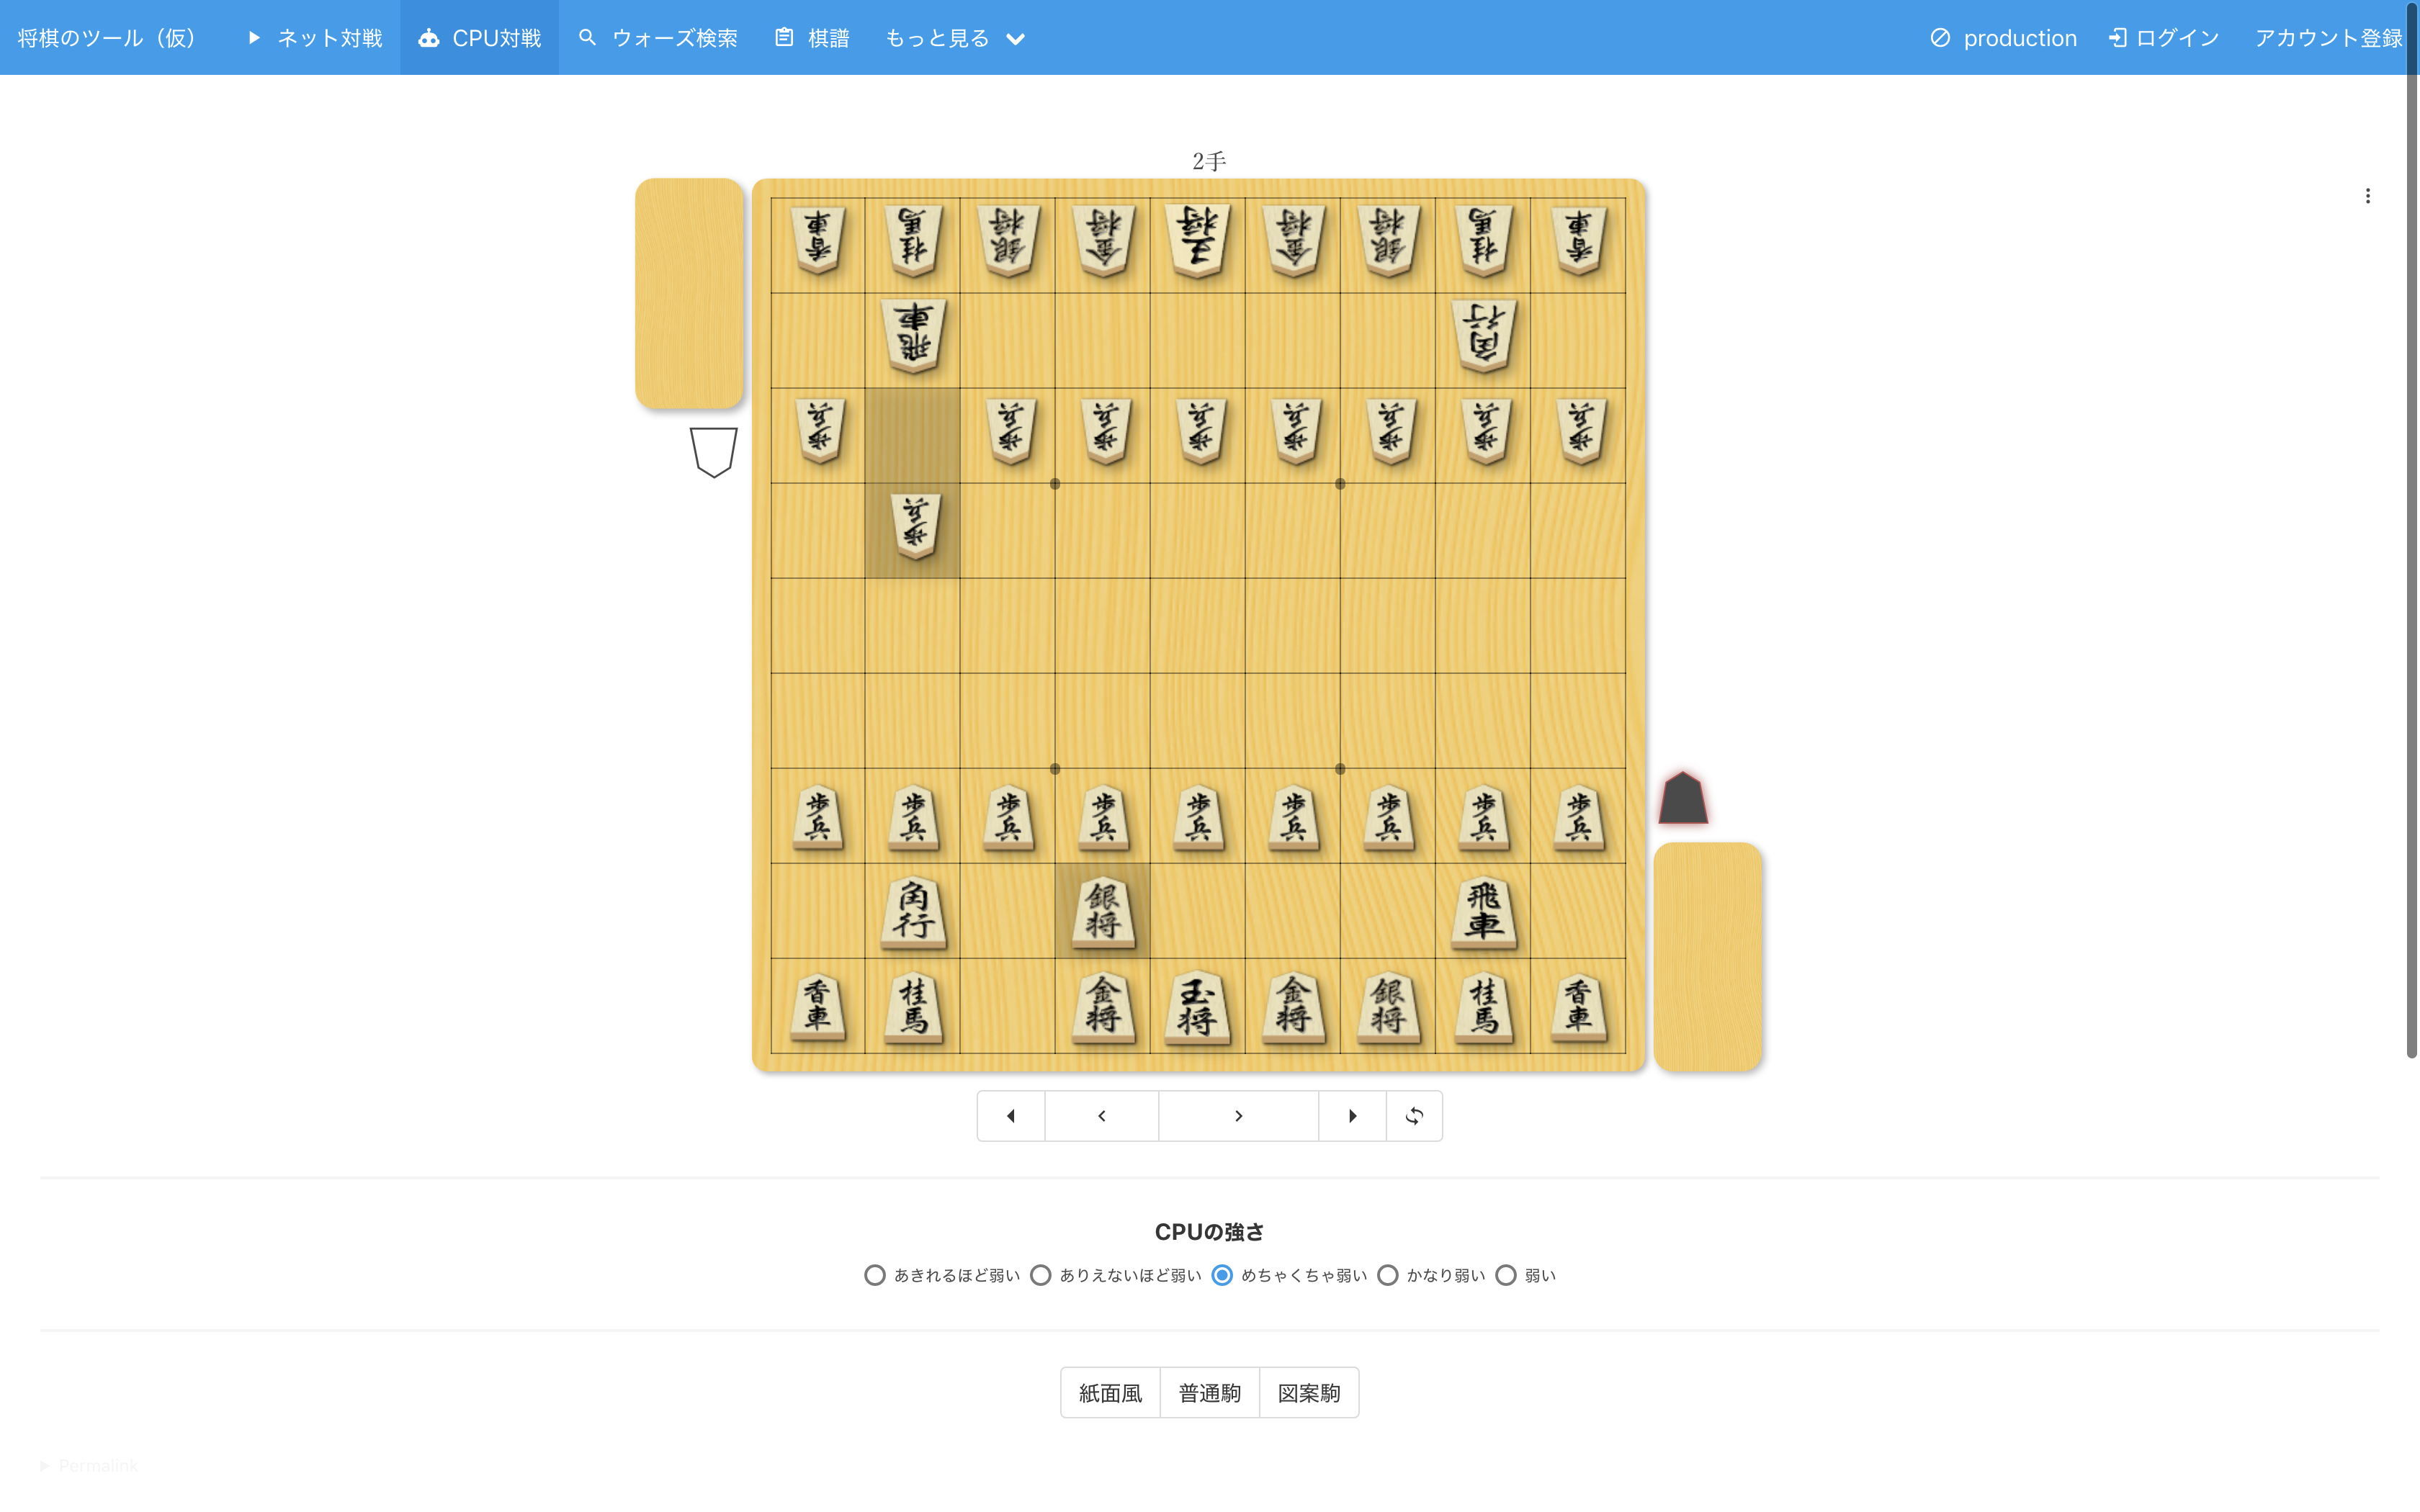 将棋のツール（仮） ネット対戦 CPU対戦 ウォーズ検索 棋譜 もっと見る production ログイン アカウント登録
2手
香車 桂馬 銀将 金将 王将 金将 銀将 桂馬 香車
飛車 角行
歩兵 歩兵 歩兵 歩兵 歩兵 歩兵 歩兵 歩兵
歩兵
歩兵 歩兵 歩兵 歩兵 歩兵 歩兵 歩兵 歩兵 歩兵
角行 銀将 飛車
香車 桂馬 金将 玉将 金将 銀将 桂馬 香車
CPUの強さ
あきれるほど弱い ありえないほど弱い めちゃくちゃ弱い かなり弱い 弱い
紙面風 普通駒 図案駒
Permalink